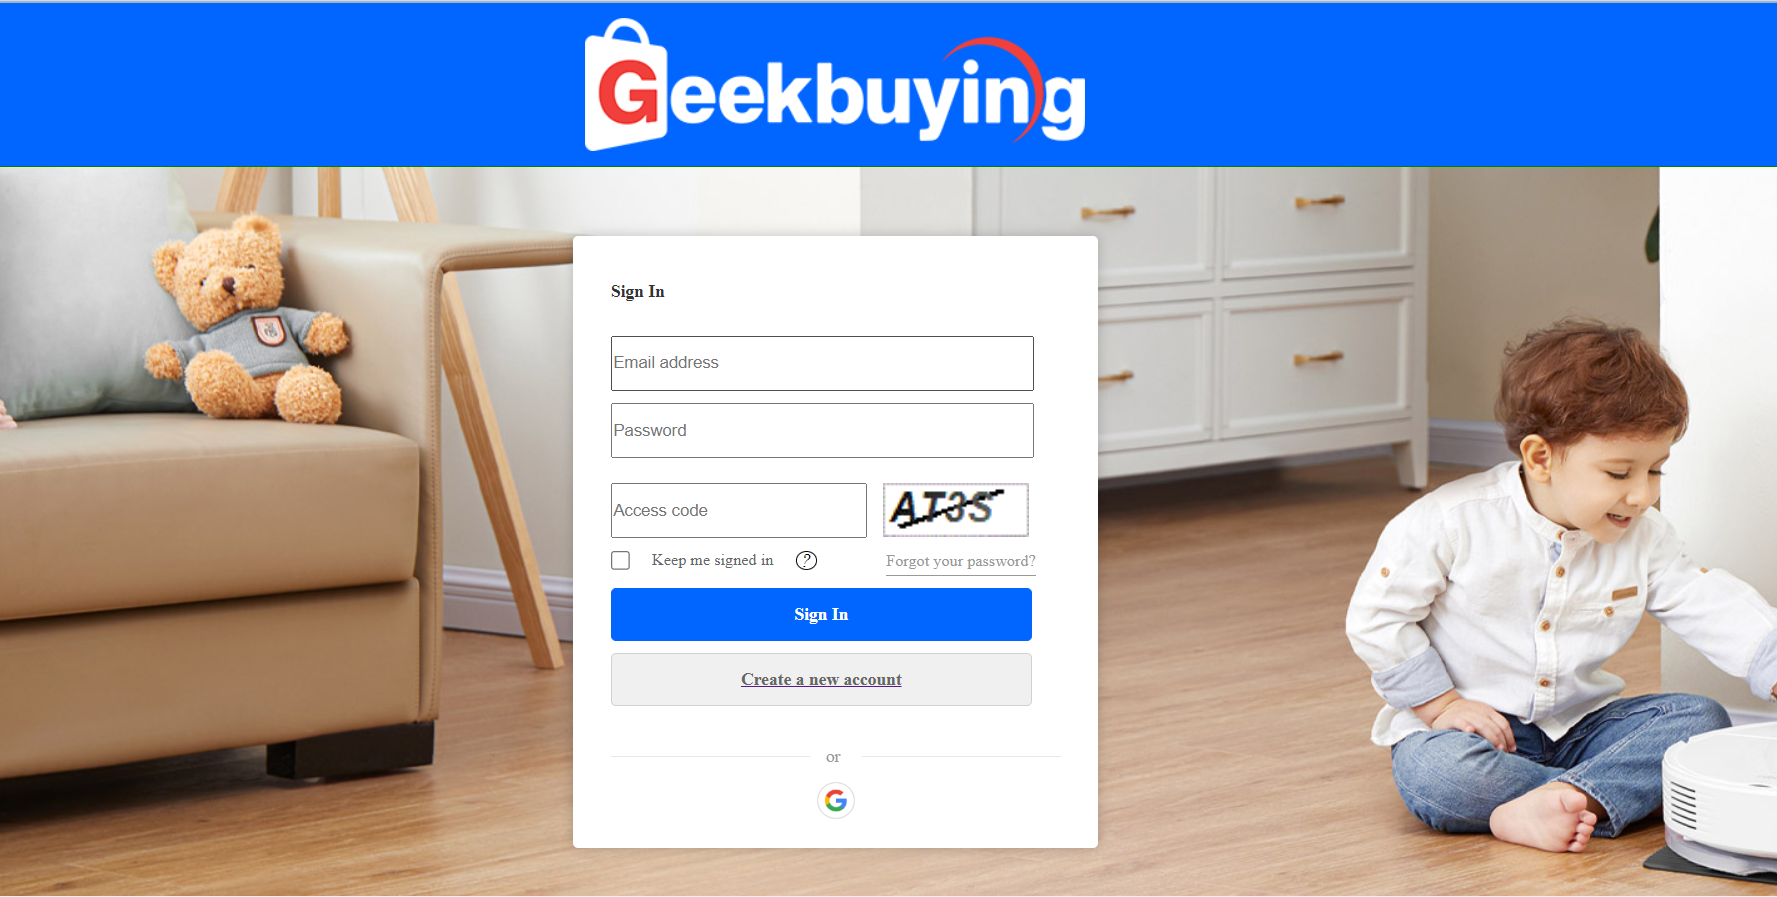 Geekbuying
Sign In
Email address
Password
Access code
AT3S
Keep me signed in
?
Forgot your password?
Sign In
Create a new account
or
G